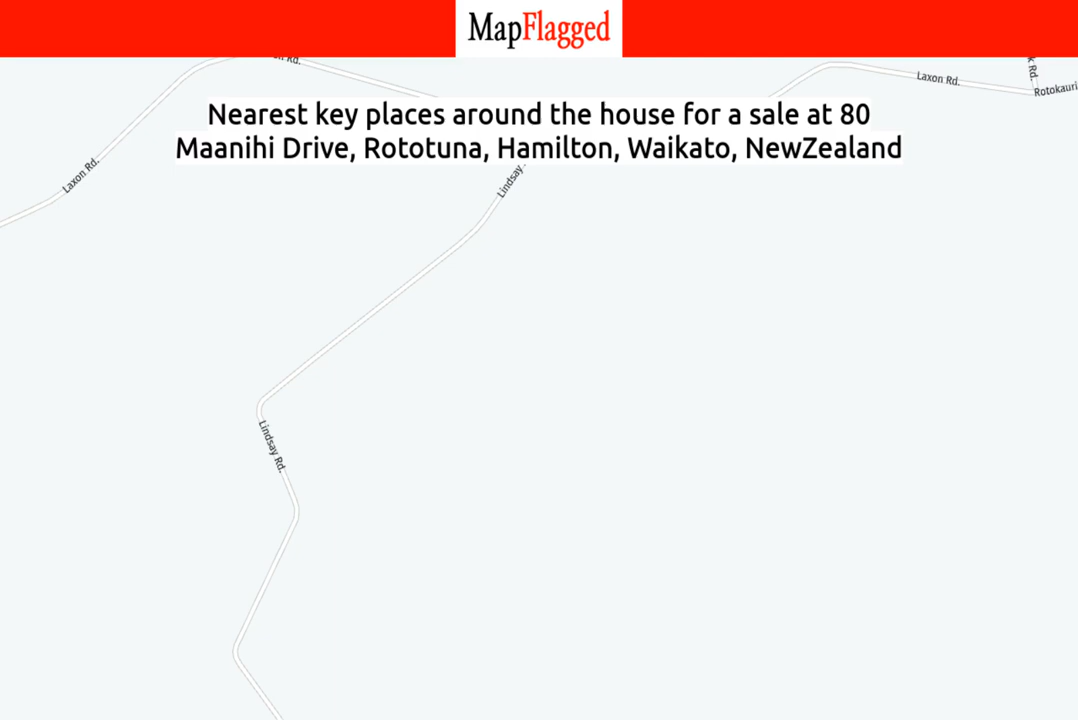 MapFlagged
Laxon Rd.
Rotokauri
Nearest key places around the house for a sale at 80
Maanihi Drive, Rototuna, Hamilton, Waikato, NewZealand
Laxon Rd.
Lindsay
Lindsay Rd.